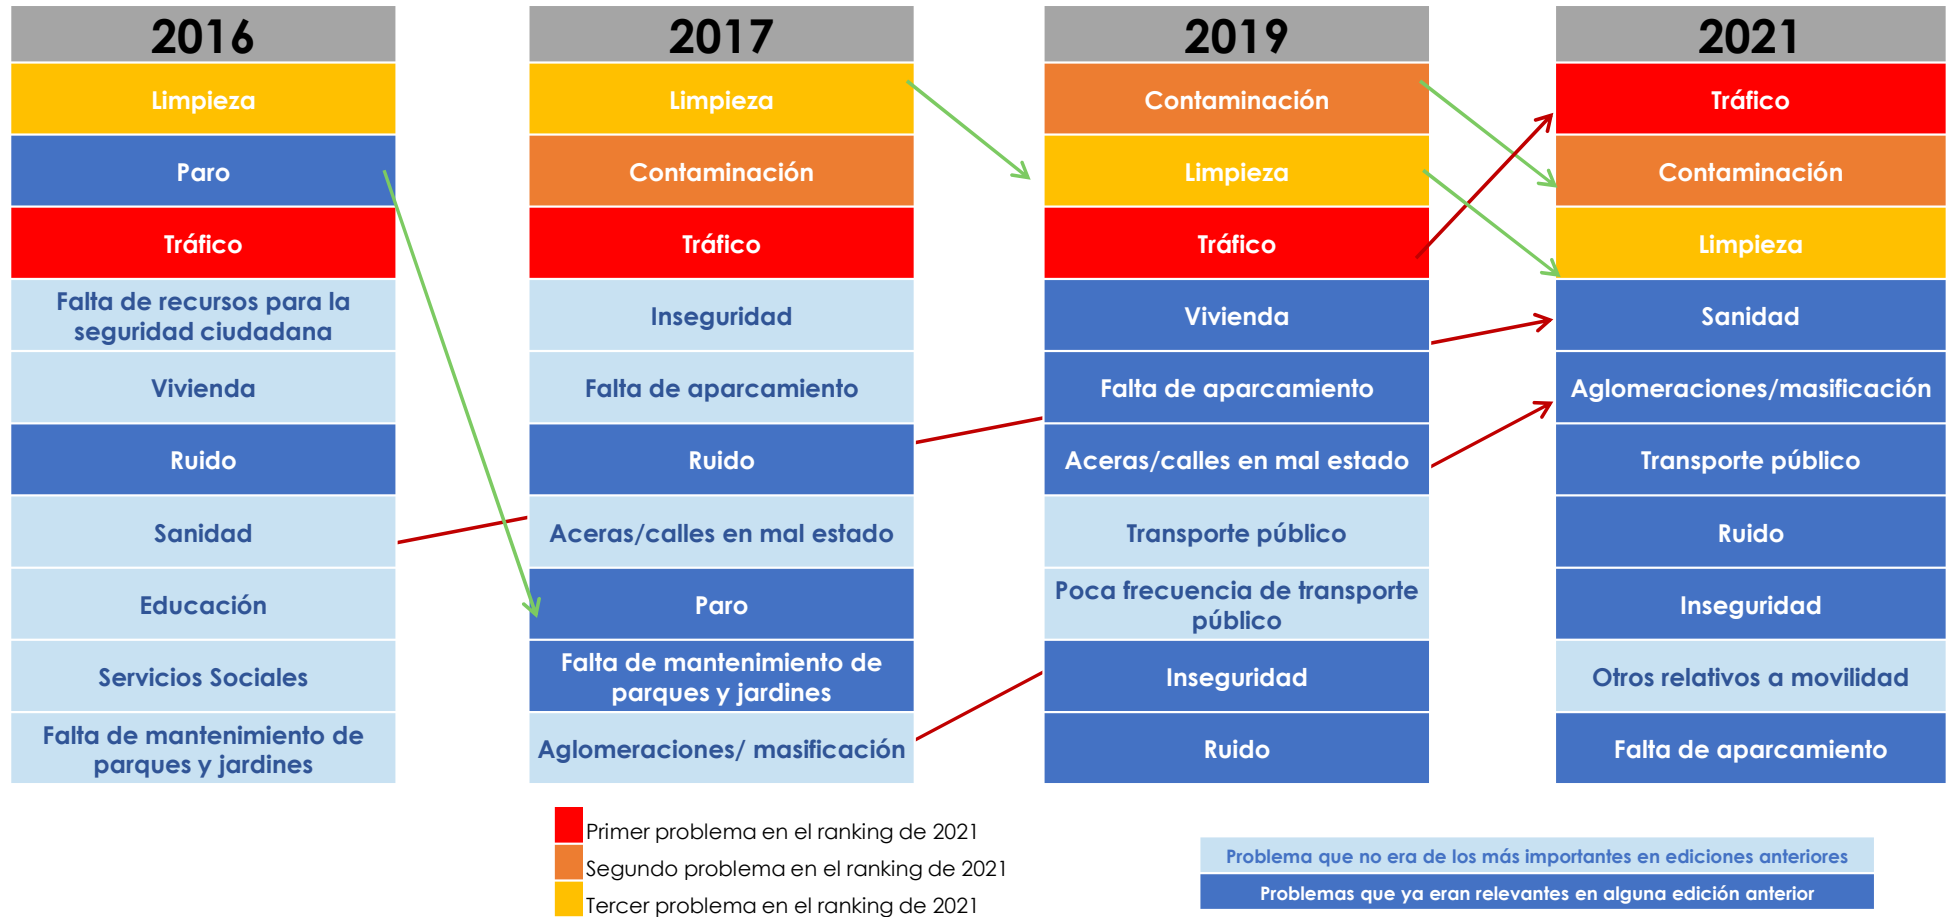 2016
Limpieza
Paro
Tráfico
Falta de recursos para la
seguridad ciudadana
Vivienda
Ruido
Sanidad
Educación
Servicios Sociales
Falta de mantenimiento de
parques y jardines
2017
Limpieza
Contaminación
Tráfico
Inseguridad
Falta de aparcamiento
Ruido
Aceras/calles en mal estado
Paro
Falta de mantenimiento de
parques y jardines
Aglomeraciones/ masificación
2019
Contaminación
Limpieza
Tráfico
Vivienda
Falta de aparcamiento
Aceras/calles en mal estado
Transporte público
Poca frecuencia de transporte
público
Inseguridad
Ruido
2021
Tráfico
Contaminación
Limpieza
Sanidad
Aglomeraciones/masificación
Transporte público
Ruido
Inseguridad
Otros relativos a movilidad
Falta de aparcamiento
Primer problema en el ranking de 2021
Segundo problema en el ranking de 2021
Tercer problema en el ranking de 2021
Problema que no era de los más importantes en ediciones anteriores
Problemas que ya eran relevantes en alguna edición anterior